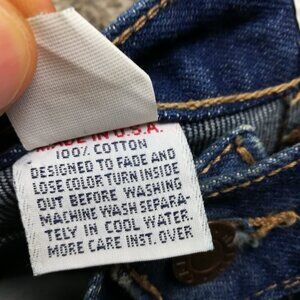 MADE IN U.S.A.
100% COTTON
DESIGNED TO FADE AND
LOSE COLOR TURN INSIDE
OUT BEFORE WASHING
MACHINE WASH SEPARA-
TELY IN COOL WATER.
MORE CARE INST. OVER